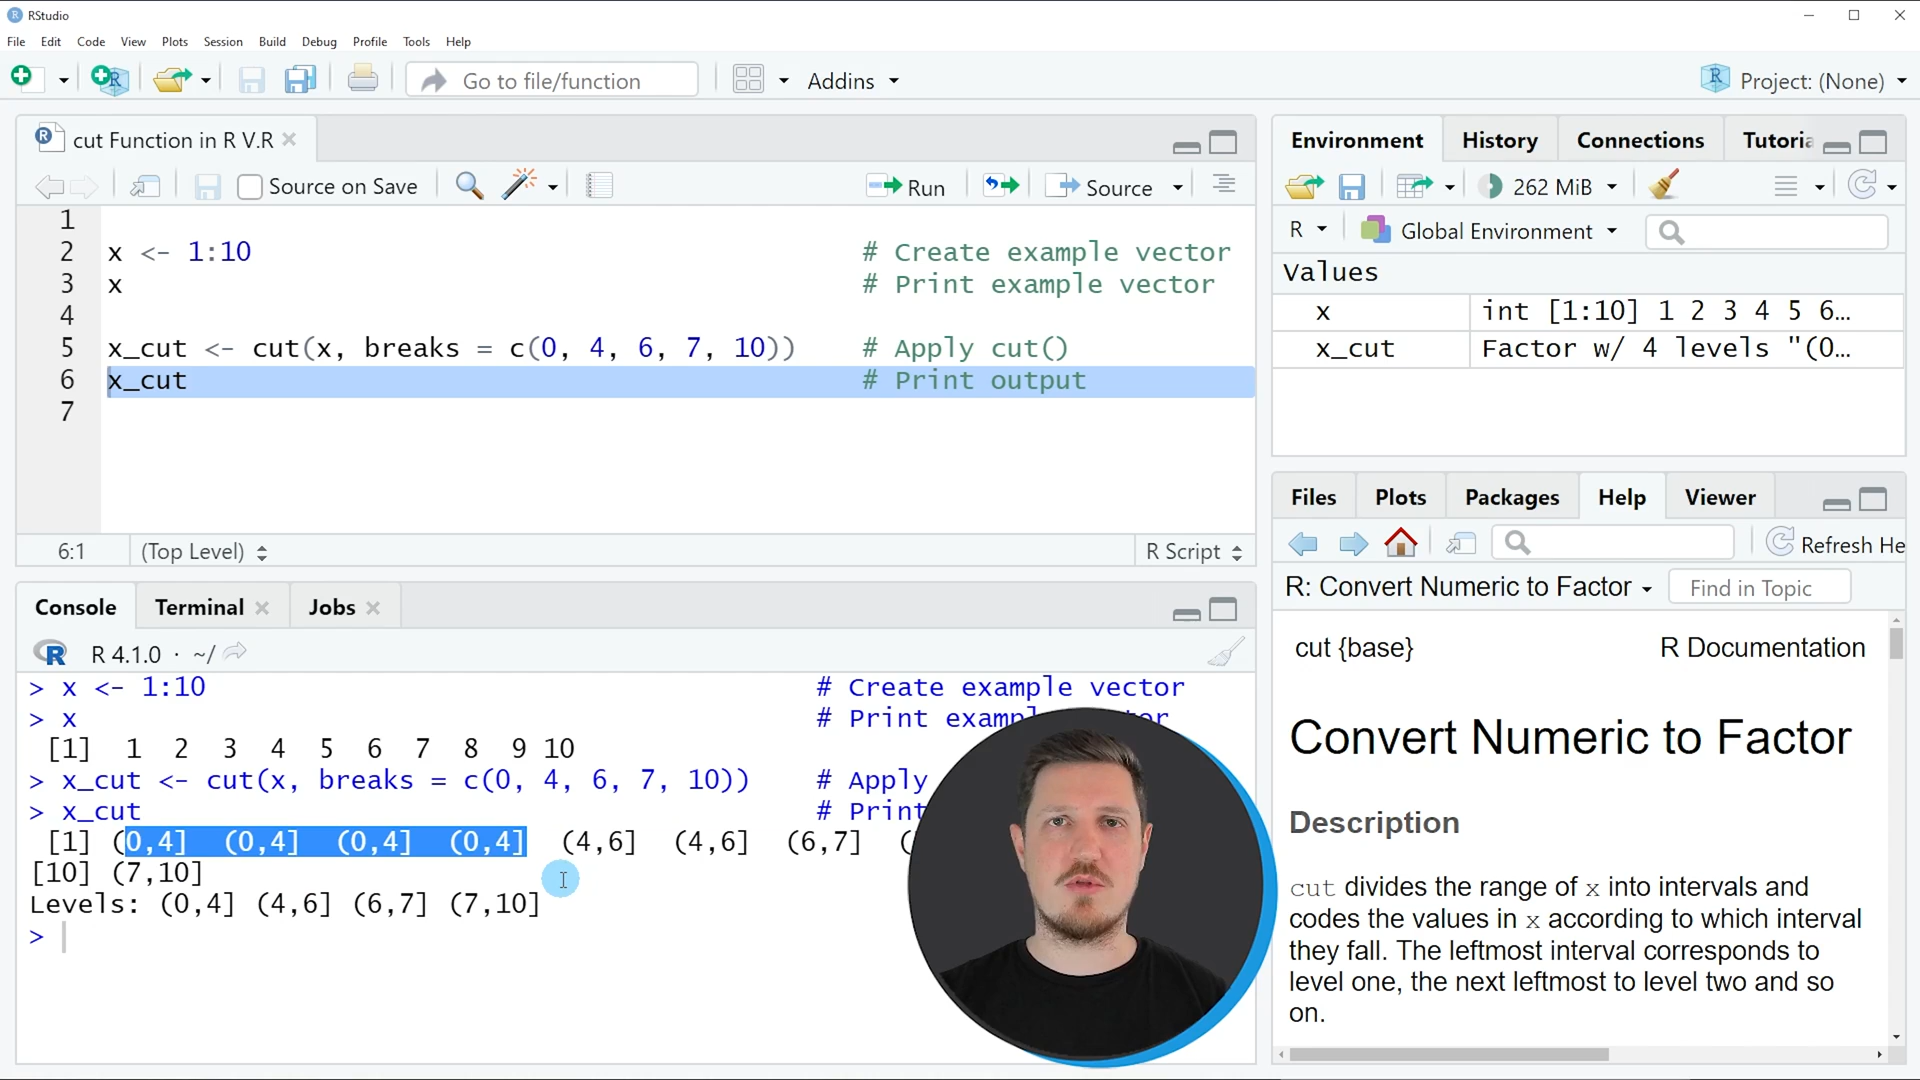 RStudio
File Edit Code View Plots Session Build Debug Profile Tools Help
Go to file/function Addins Project: (None)
cut Function in R V.R
Source on Save Run Source
1
2 x <- 1:10 # Create example vector
3 x # Print example vector
4
5 x_cut <- cut(x, breaks = c(0, 4, 6, 7, 10)) # Apply cut()
6 x_cut # Print output
7
6:1 (Top Level) R Script
Console Terminal Jobs
R 4.1.0 · ~/
> x <- 1:10 # Create example vector
> x # Print
[1] 1 2 3 4 5 6 7 8 9 10
> x_cut <- cut(x, breaks = c(0, 4, 6, 7, 10)) # Apply
> x_cut # Print
[1] (0,4] (0,4] (0,4] (0,4] (4,6] (4,6] (6,7] (
[10] (7,10]
Levels: (0,4] (4,6] (6,7] (7,10]
>
Environment History Connections Tutoria
262 MiB
R Global Environment
Values
x int [1:10] 1 2 3 4 5 6...
x_cut Factor w/ 4 levels "(0...
Files Plots Packages Help Viewer
Refresh He
R: Convert Numeric to Factor Find in Topic
cut {base} R Documentation
Convert Numeric to Factor
Description
cut divides the range of x into intervals and
codes the values in x according to which interval
they fall. The leftmost interval corresponds to
level one, the next leftmost to level two and so
on.